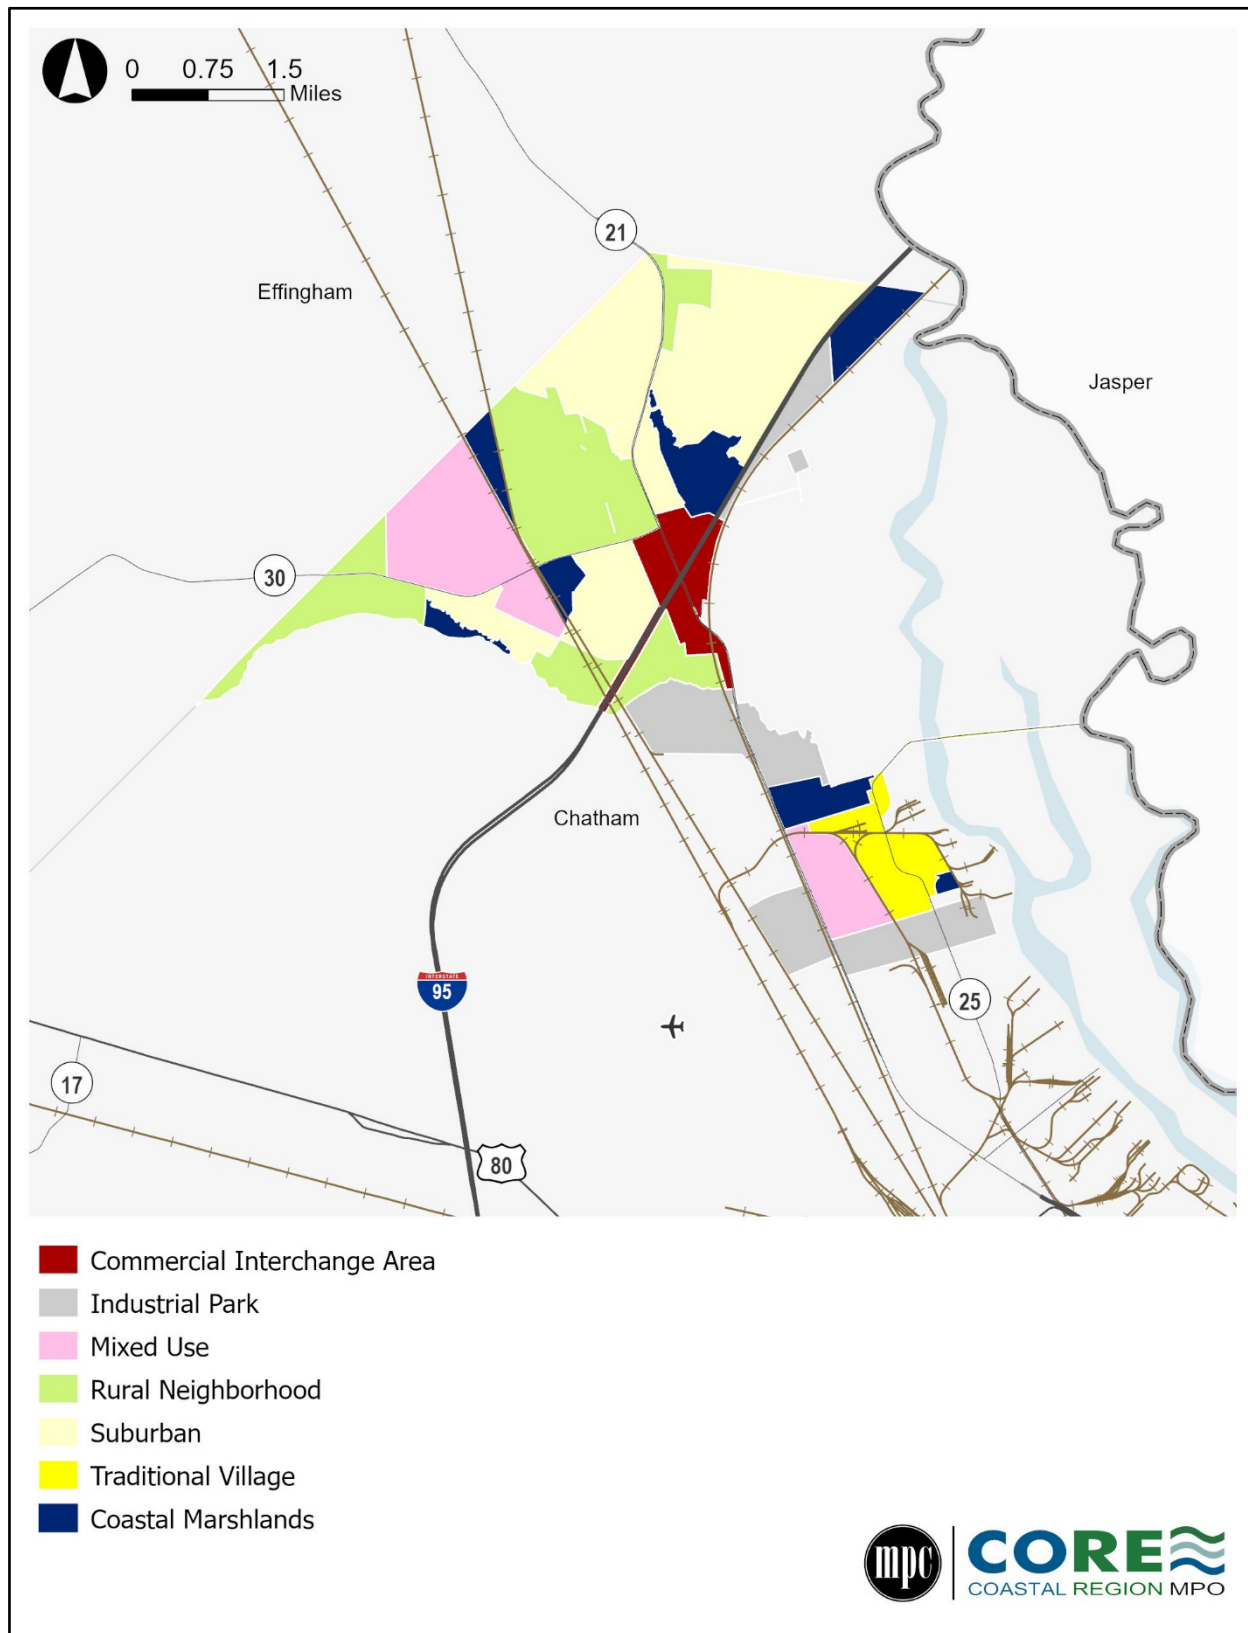 0 0.75 1.5
Miles
21
Effingham
Jasper
30
Chatham
INTERSTATE
95
25
17
80
Commercial Interchange Area
Industrial Park
Mixed Use
Rural Neighborhood
Suburban
Traditional Village
Coastal Marshlands
mpc
CORE
COASTAL REGION MPO